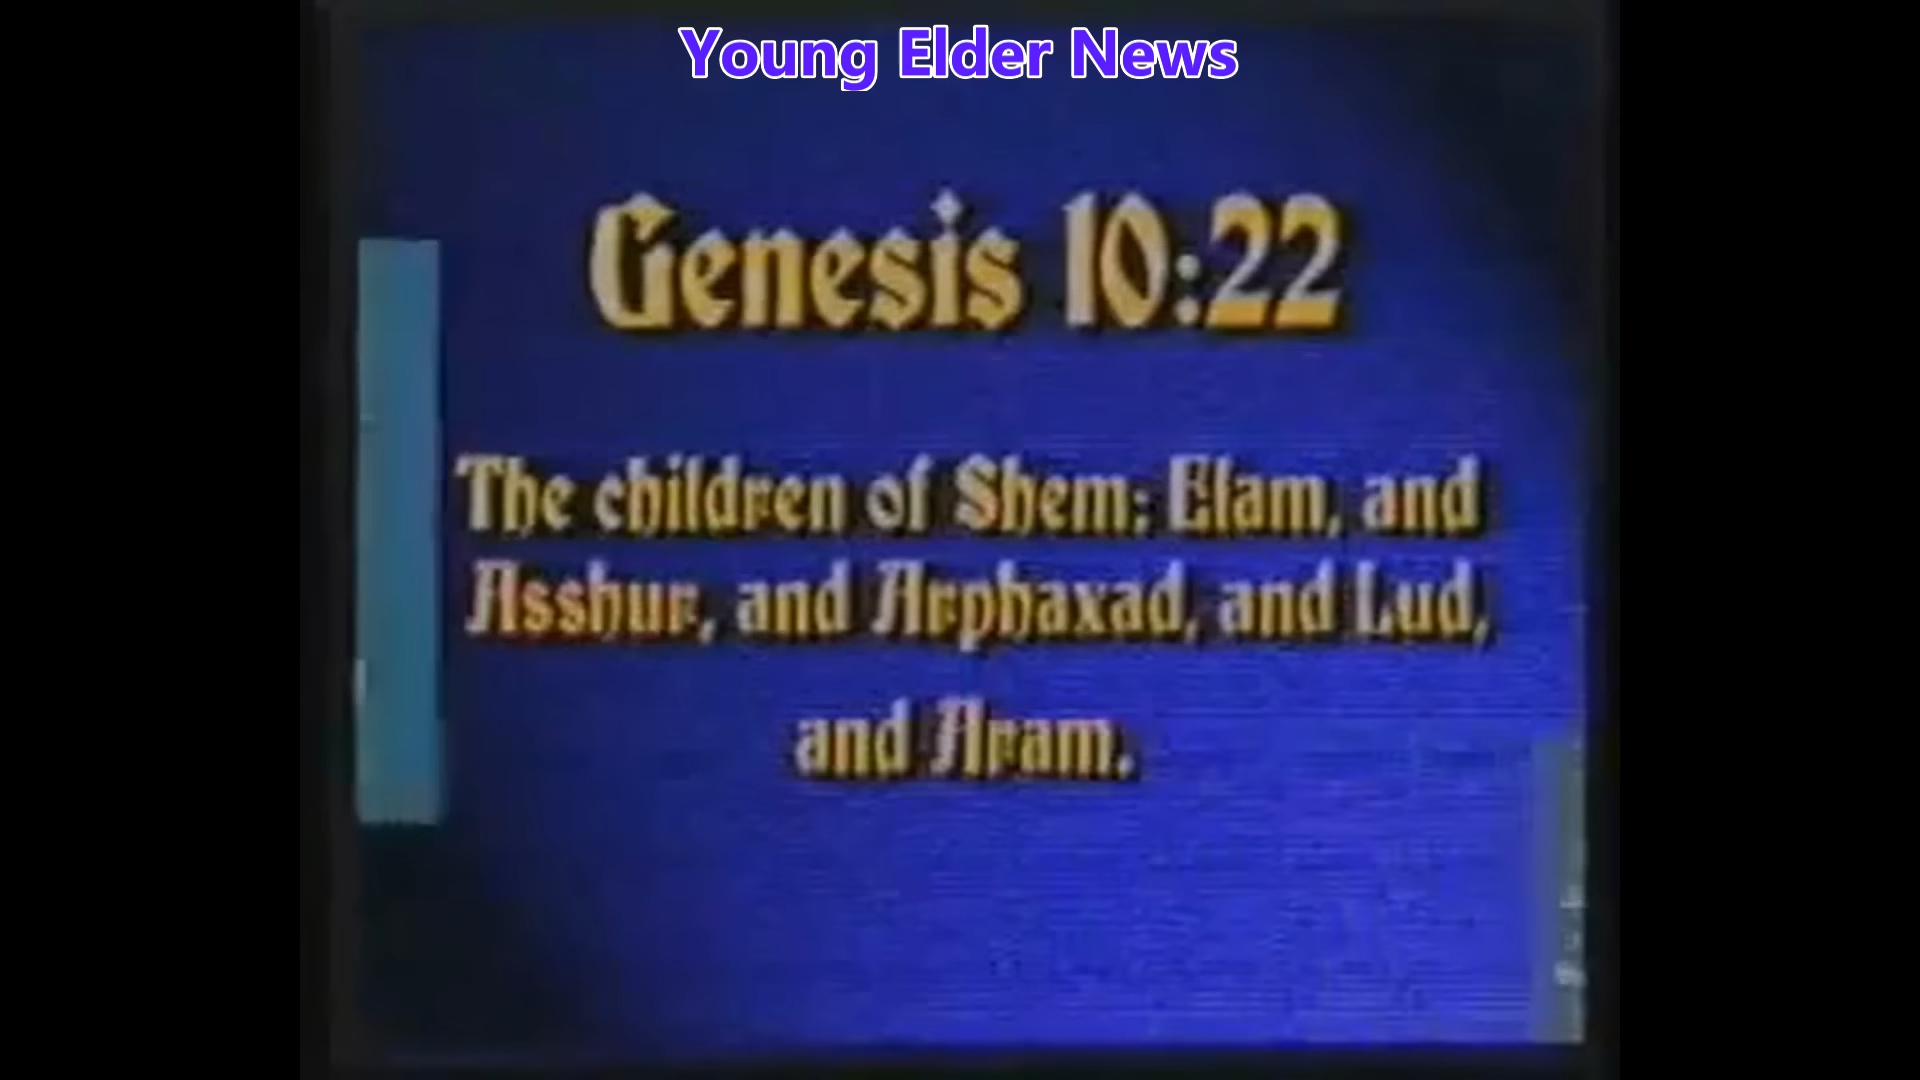 Young Elder News
Genesis 10:22
The children of Shem; Elam, and
Asshur, and Arphaxad, and Lud,
and Aram.